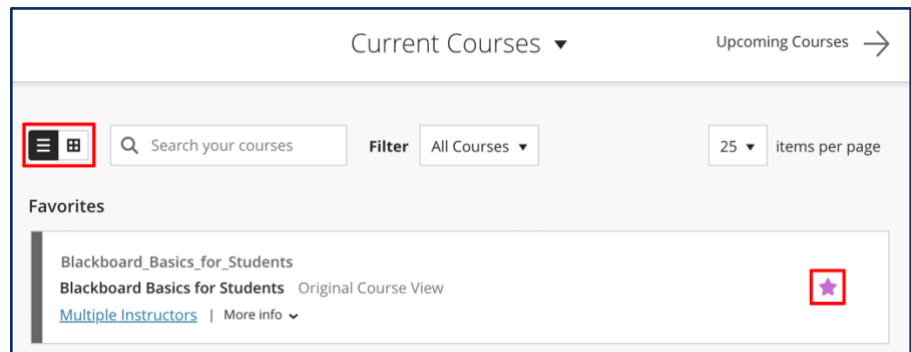 Current Courses
Upcoming Courses
Search your courses
Filter
All Courses
25
items per page
Favorites
Blackboard_Basics_for_Students
Blackboard Basics for Students Original Course View
Multiple Instructors | More info